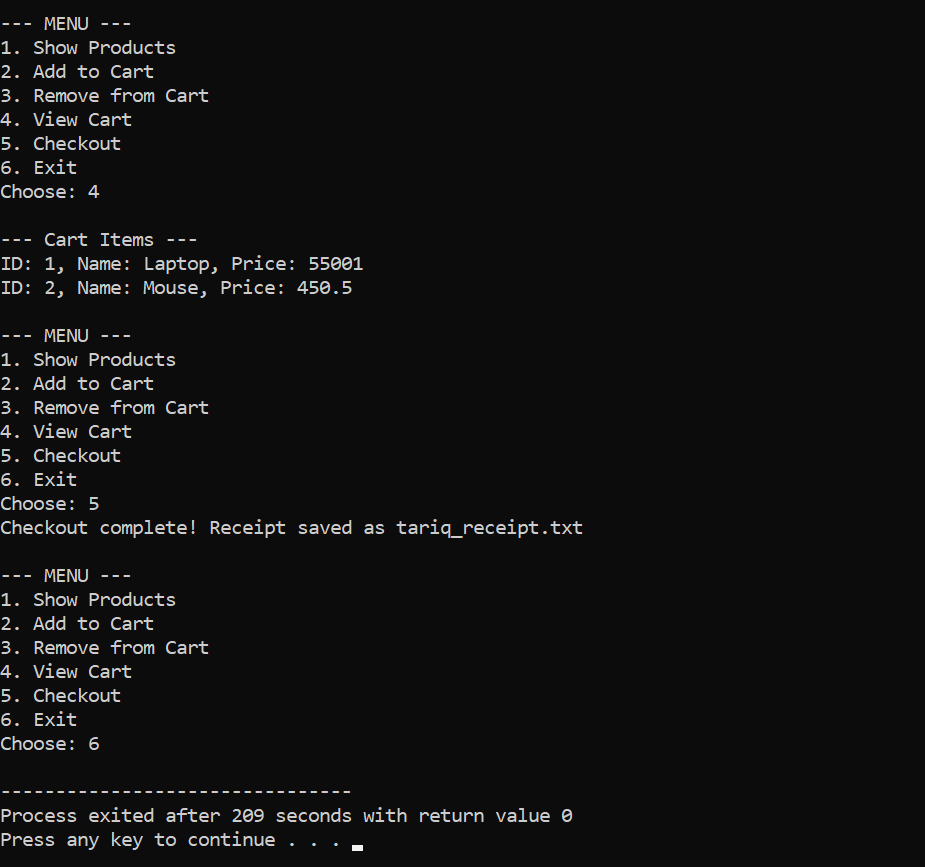 --- MENU ---
1. Show Products
2. Add to Cart
3. Remove from Cart
4. View Cart
5. Checkout
6. Exit
Choose: 4
--- Cart Items ---
ID: 1, Name: Laptop, Price: 55001
ID: 2, Name: Mouse, Price: 450.5
--- MENU ---
1. Show Products
2. Add to Cart
3. Remove from Cart
4. View Cart
5. Checkout
6. Exit
Choose: 5
Checkout complete! Receipt saved as tariq_receipt.txt
--- MENU ---
1. Show Products
2. Add to Cart
3. Remove from Cart
4. View Cart
5. Checkout
6. Exit
Choose: 6
--------------------------------
Process exited after 209 seconds with return value 0
Press any key to continue . . .